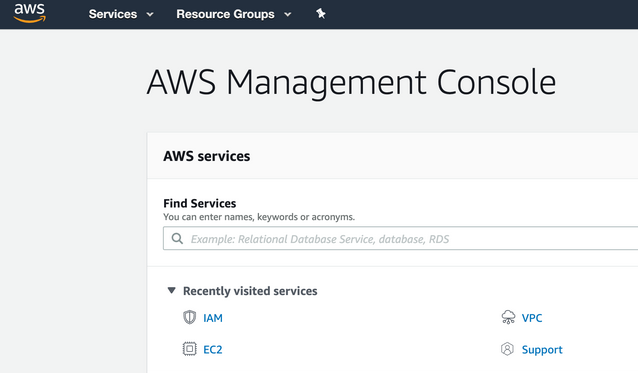 aws Services Resource Groups
AWS Management Console
AWS services
Find Services
You can enter names, keywords or acronyms.
Example: Relational Database Service, database, RDS
Recently visited services
IAM VPC
EC2 Support